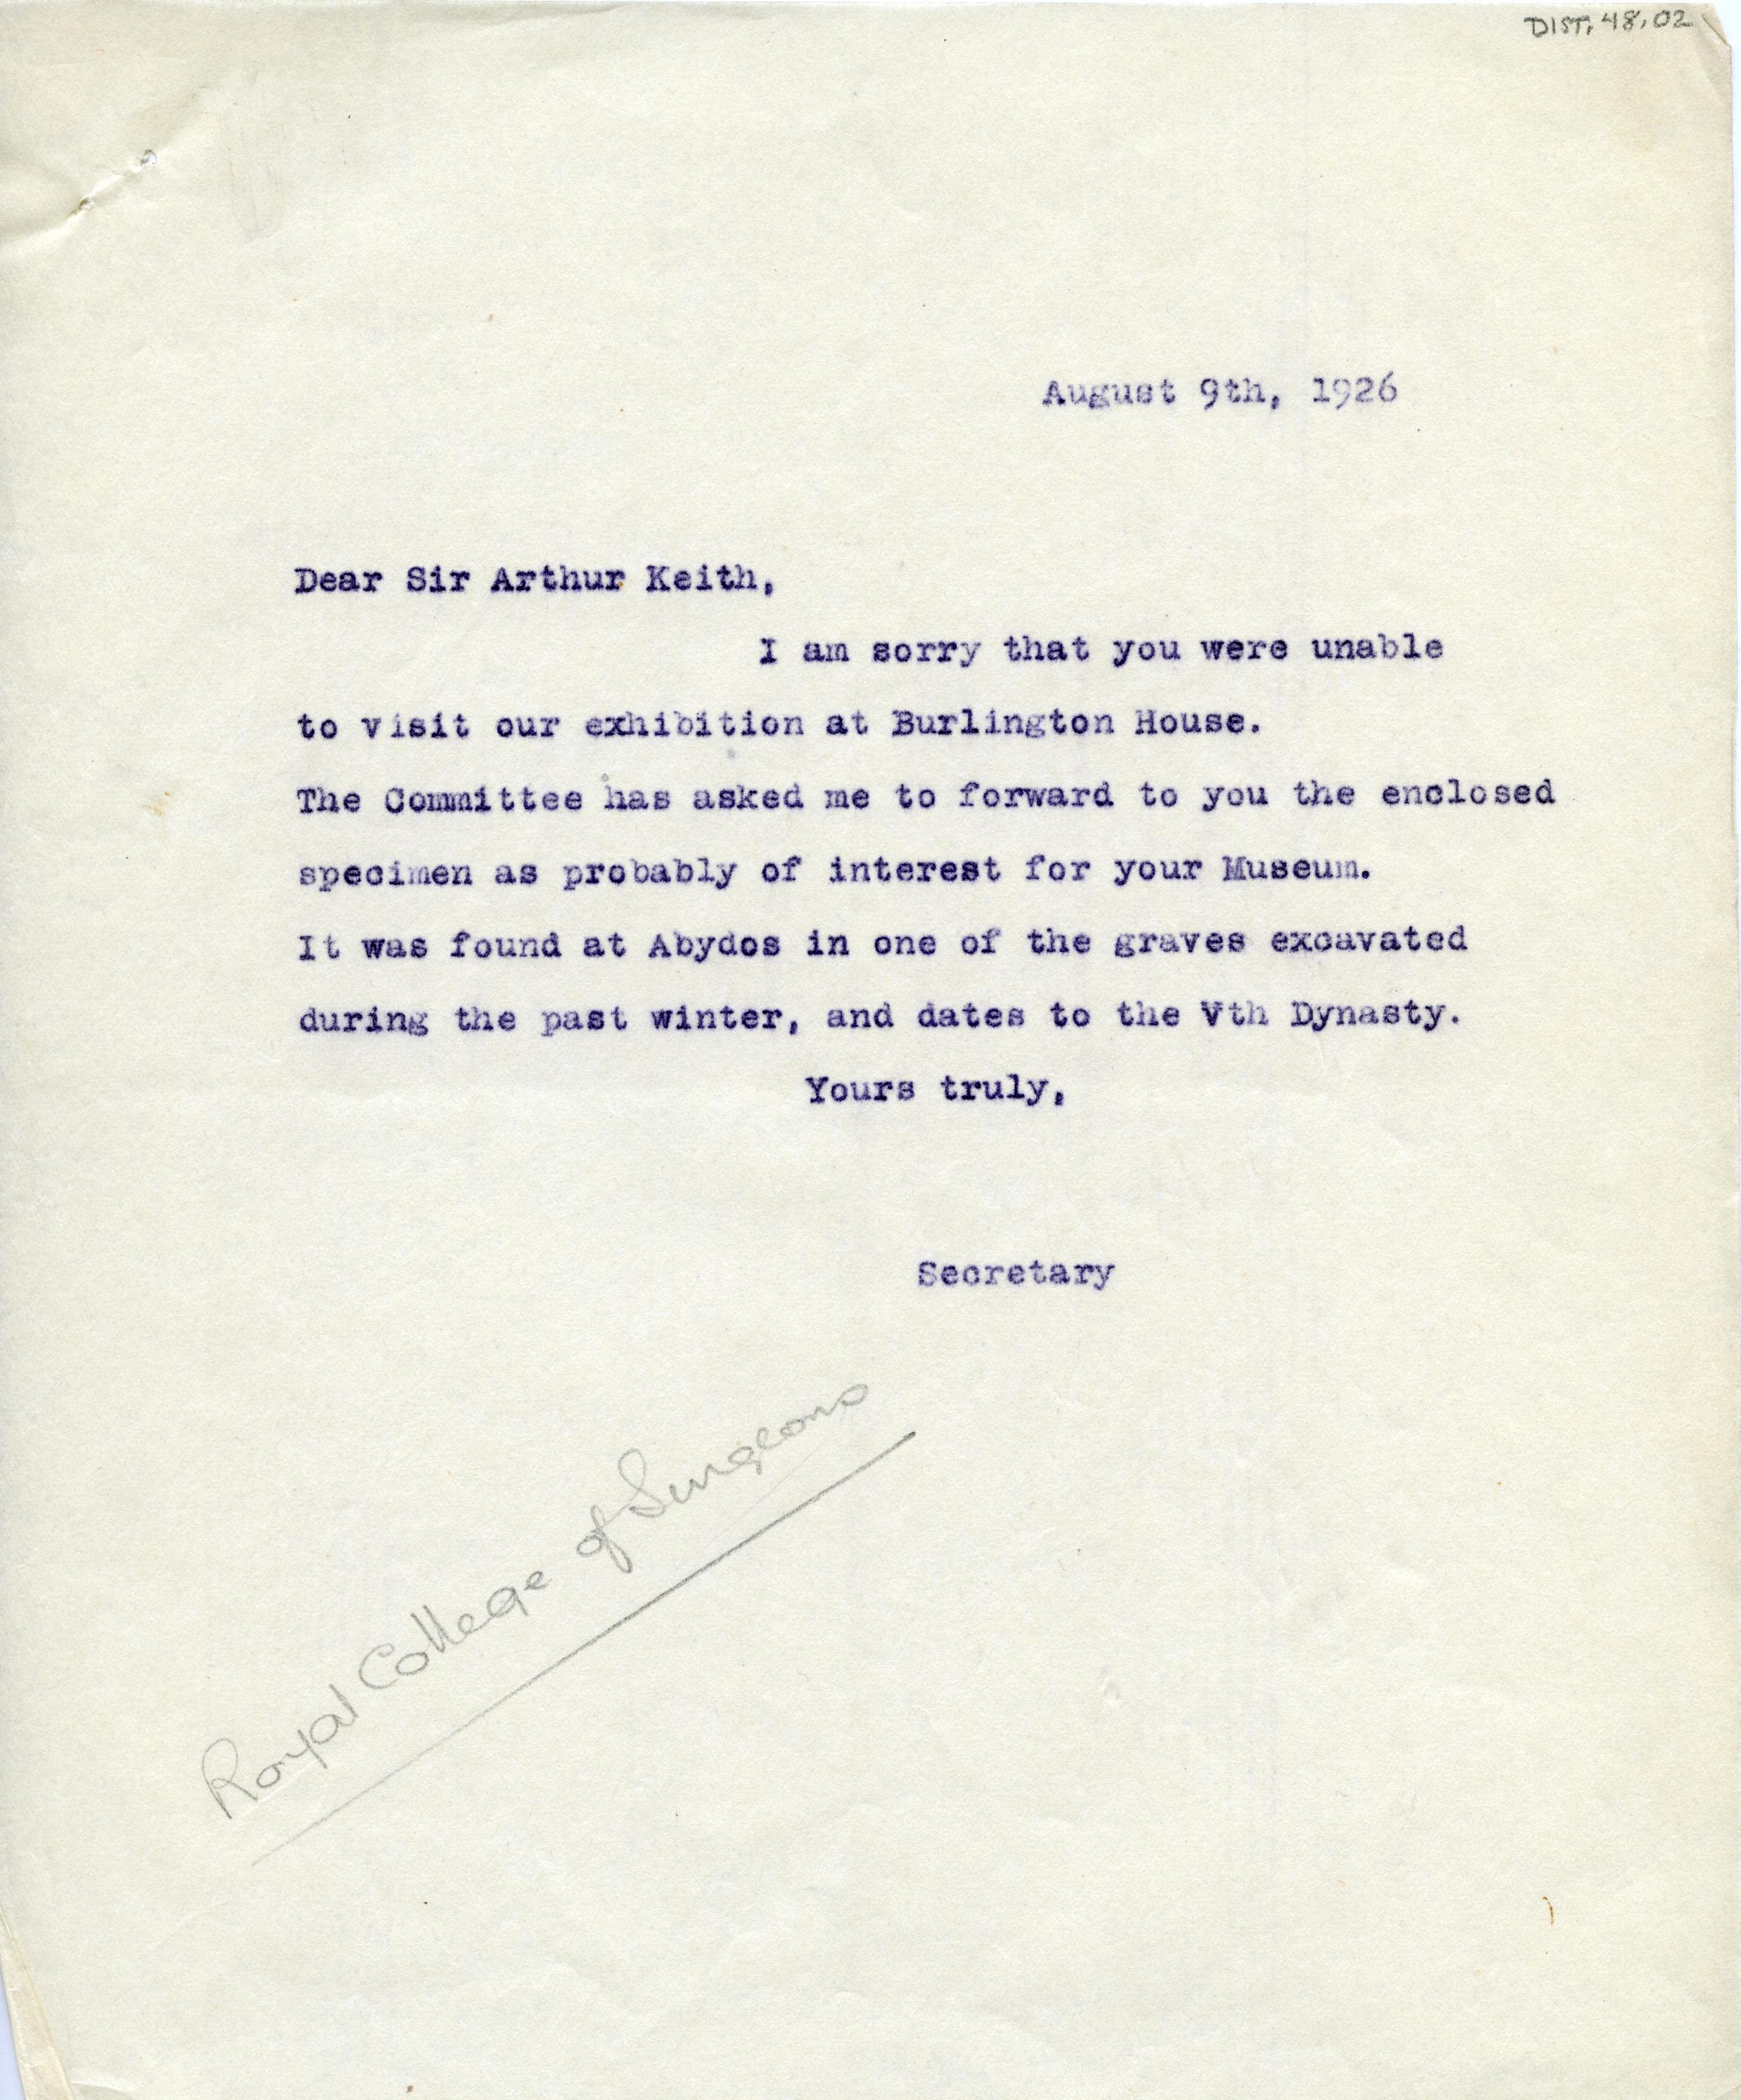 DIST. 48.02
August 9th, 1926
Dear Sir Arthur Keith,
I am sorry that you were unable
to visit our exhibition at Burlington House.
The Committee has asked me to forward to you the enclosed
specimen as probably of interest for your Museum.
It was found at Abydos in one of the graves excavated
during the past winter, and dates to the Vth Dynasty.
Yours truly,
Secretary
Royal College of Surgeons